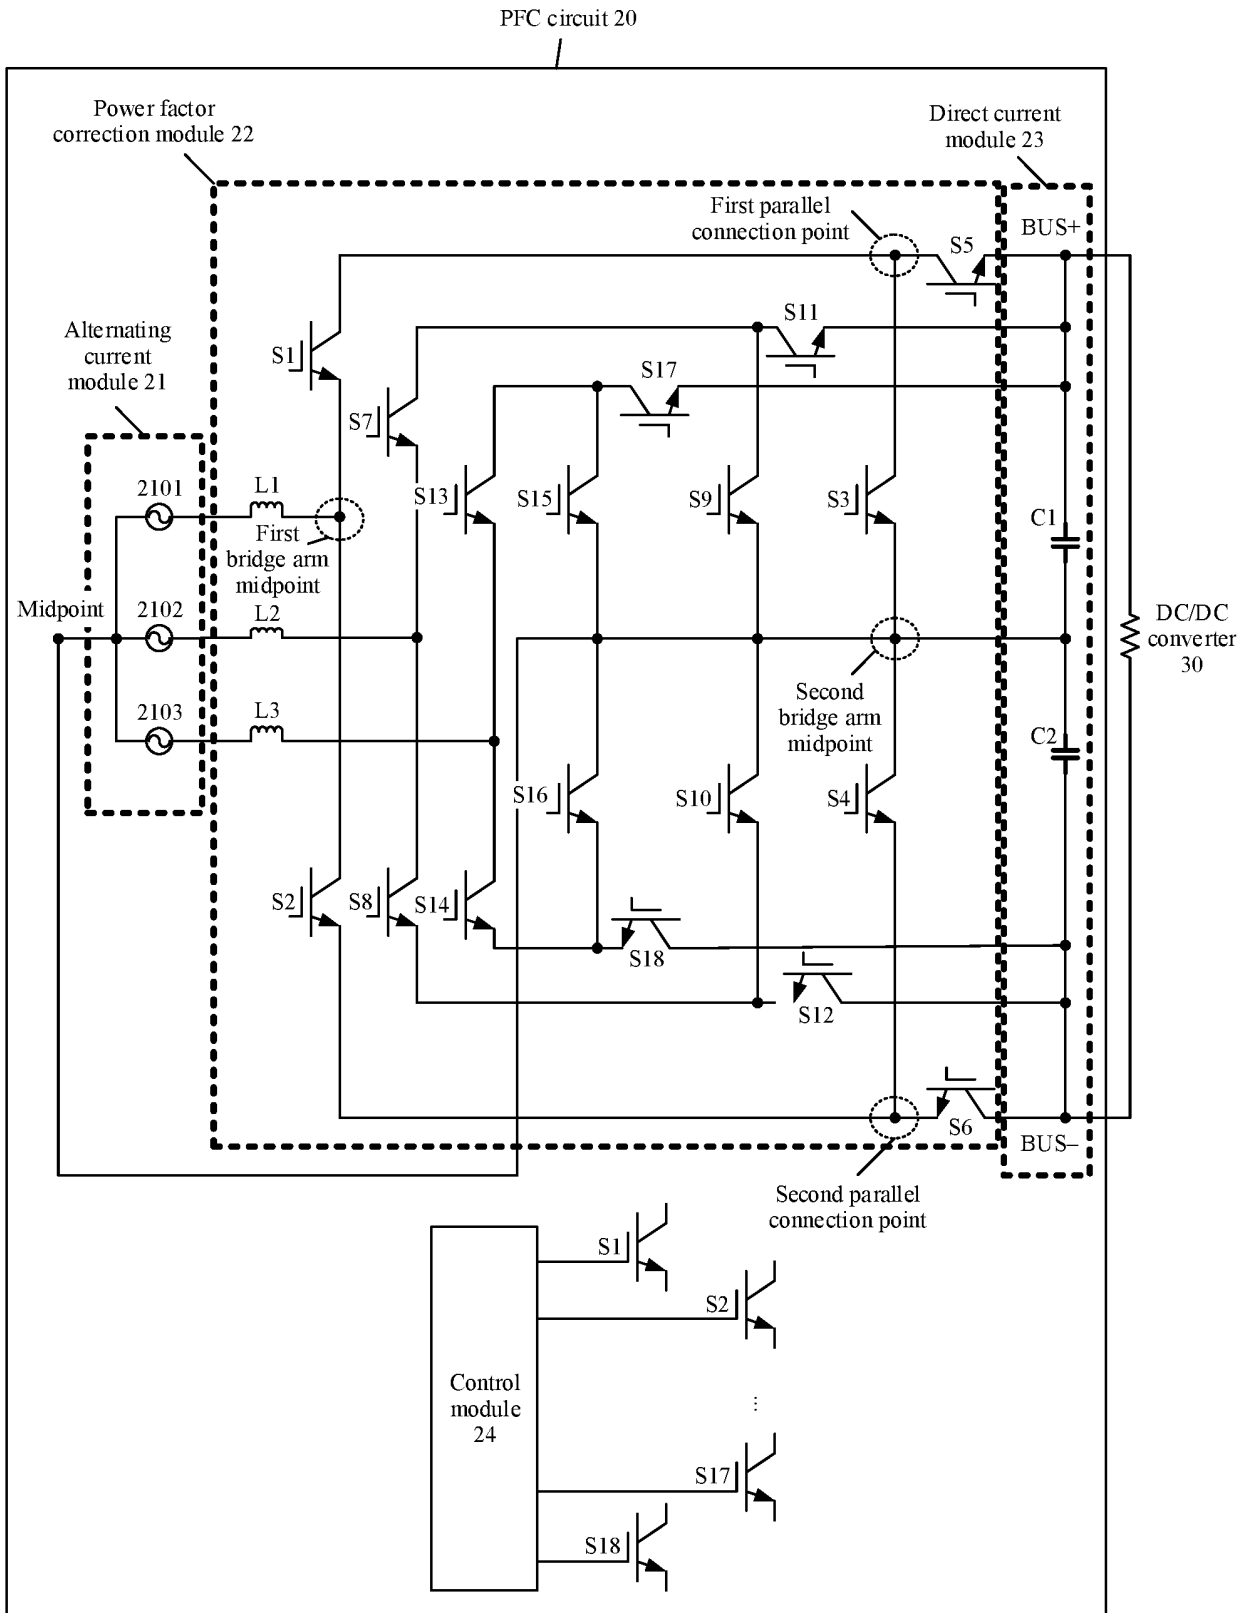 PFC circuit 20
Power factor
correction module 22
Direct current
module 23
First parallel
connection point
BUS+
S5
S11
Alternating
current
module 21
S1
S17
S7
2101
L1
S13
S15
S9
S3
C1
First
bridge arm
midpoint
Midpoint
2102
L2
DC/DC
converter
30
Second
bridge arm
midpoint
2103
L3
C2
S16
S10
S4
S2
S8
S14
S18
S12
S6
BUS–
Second parallel
connection point
S1
S2
Control
module
24
...
S17
S18